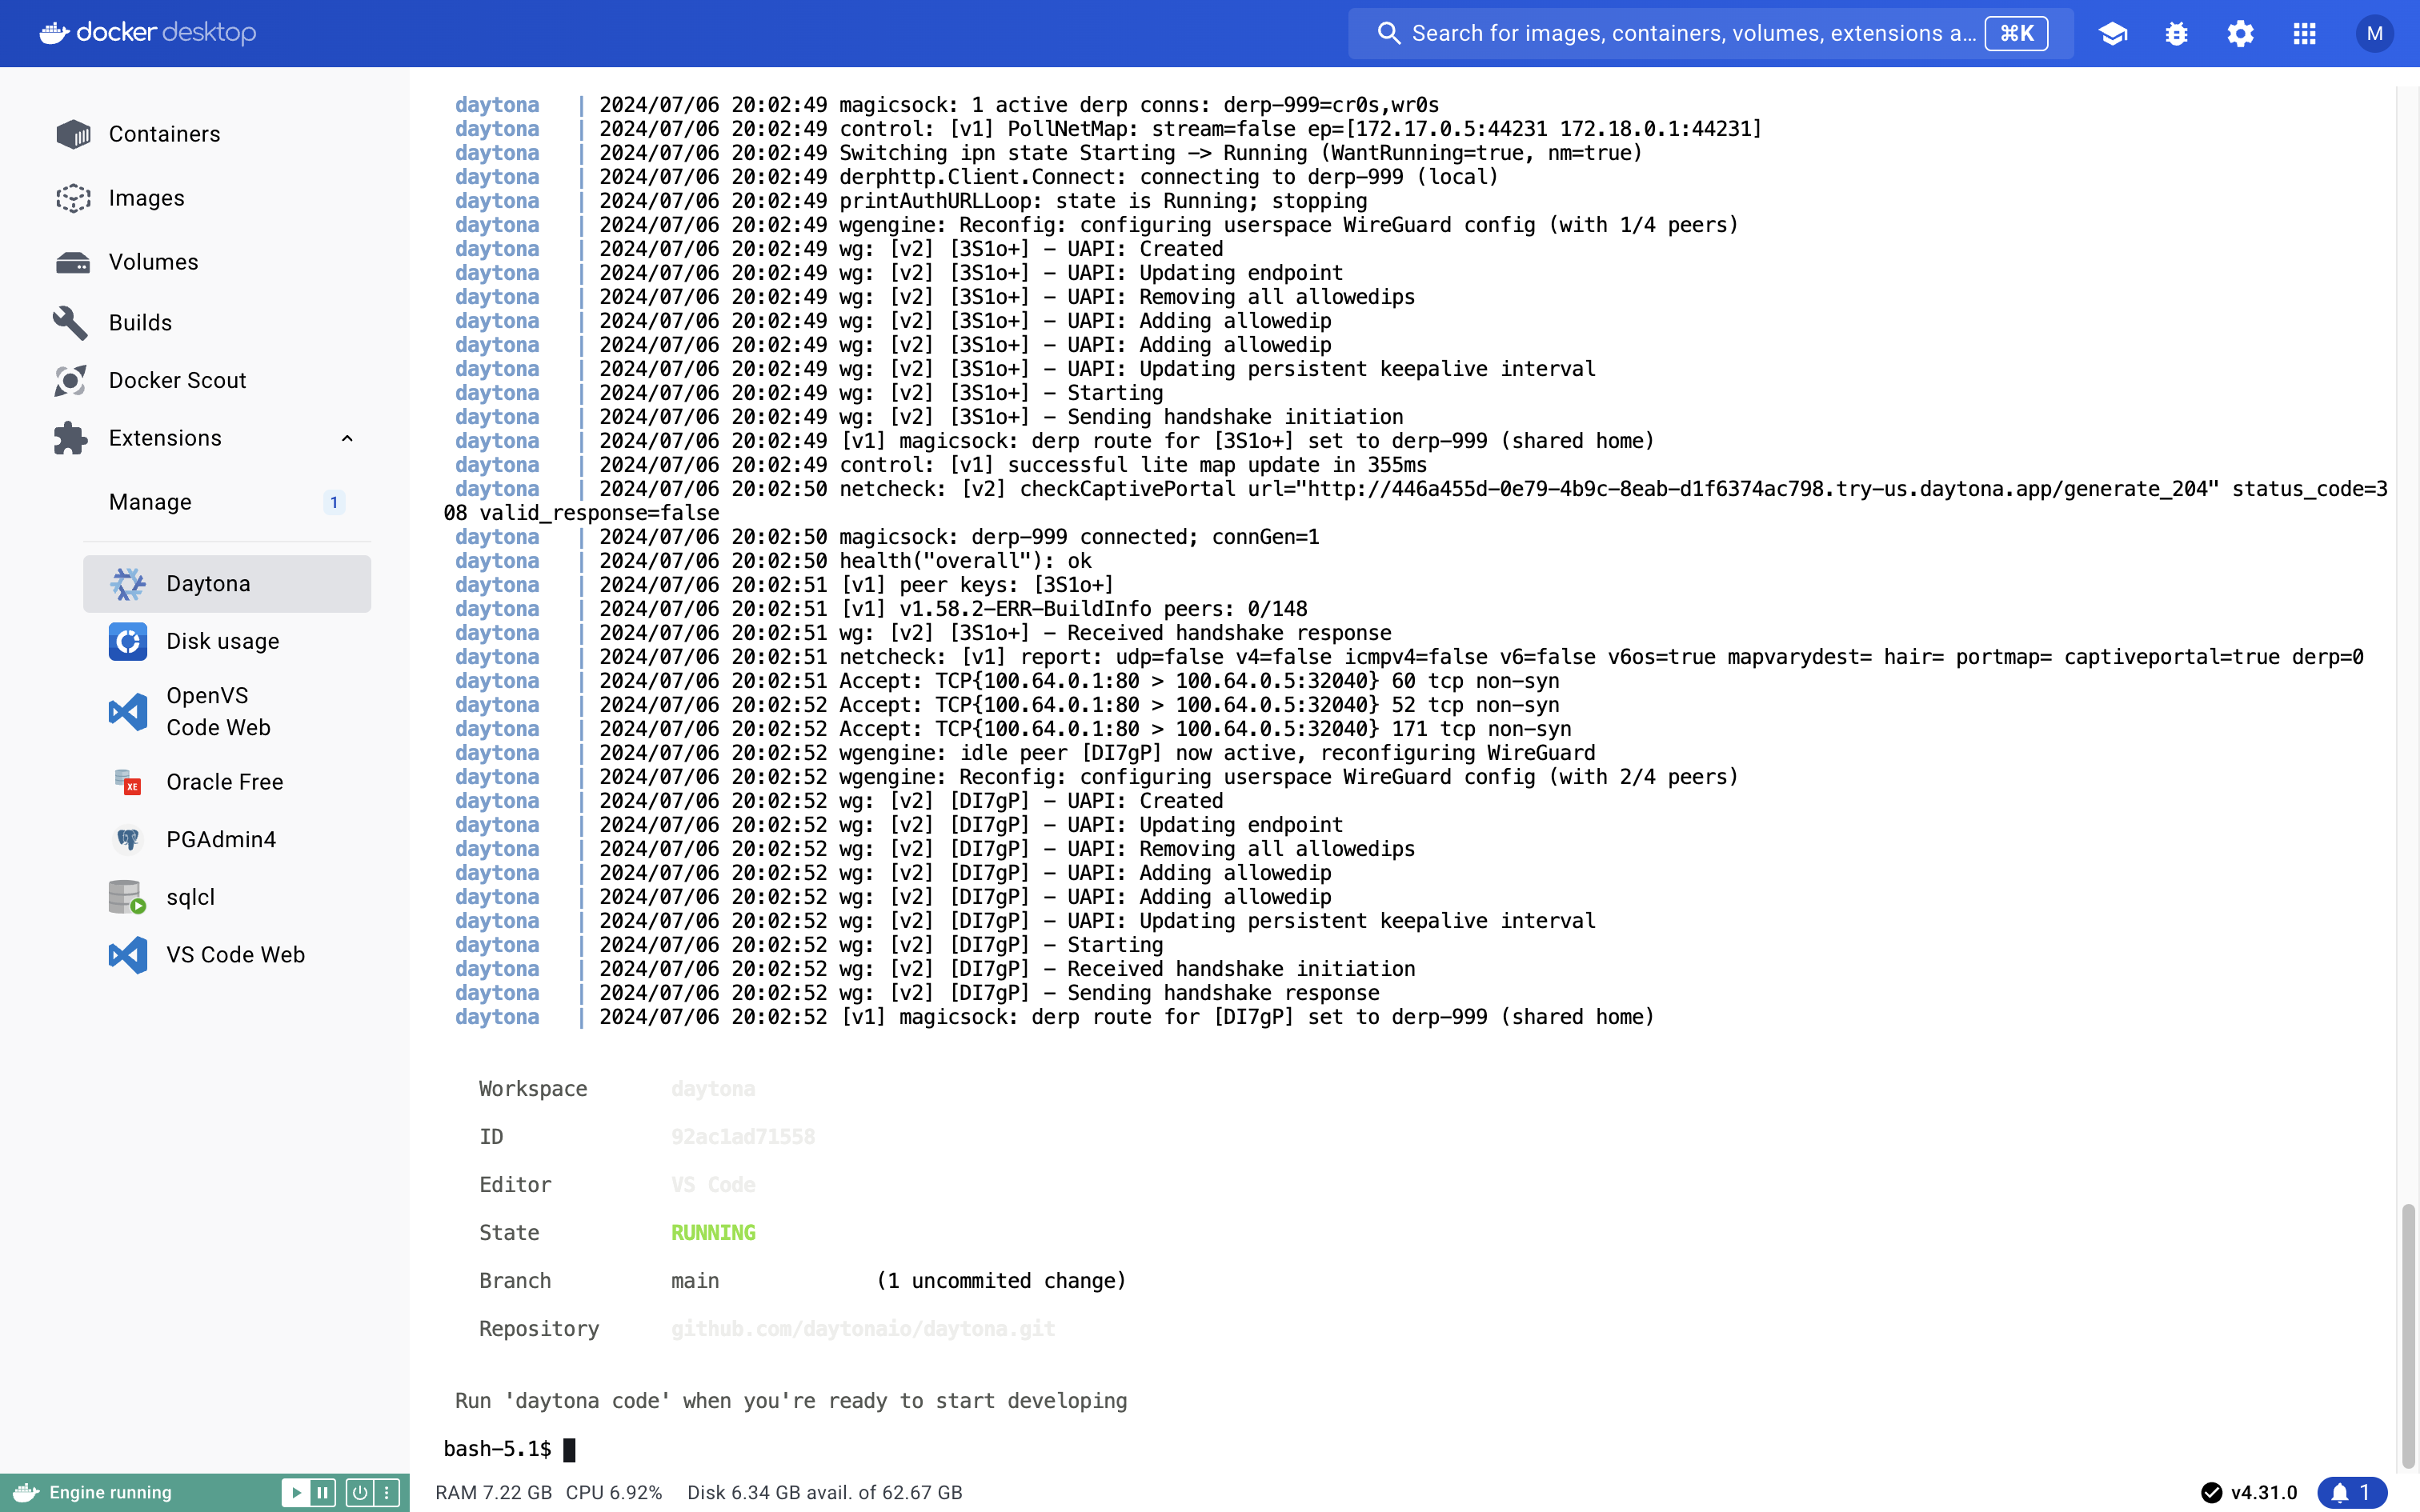 docker desktop
Search for images, containers, volumes, extensions a... ⌘K
M
Containers
Images
Volumes
Builds
Docker Scout
Extensions
Manage 1
Daytona
Disk usage
OpenVS
Code Web
Oracle Free
PGAdmin4
sqlcl
VS Code Web
daytona | 2024/07/06 20:02:49 magicsock: 1 active derp conns: derp-999=cr0s,wr0s
daytona | 2024/07/06 20:02:49 control: [v1] PollNetMap: stream=false ep=[172.17.0.5:44231 172.18.0.1:44231]
daytona | 2024/07/06 20:02:49 Switching ipn state Starting -> Running (WantRunning=true, nm=true)
daytona | 2024/07/06 20:02:49 derphttp.Client.Connect: connecting to derp-999 (local)
daytona | 2024/07/06 20:02:49 printAuthURLLoop: state is Running; stopping
daytona | 2024/07/06 20:02:49 wgengine: Reconfig: configuring userspace WireGuard config (with 1/4 peers)
daytona | 2024/07/06 20:02:49 wg: [v2] [3S1o+] - UAPI: Created
daytona | 2024/07/06 20:02:49 wg: [v2] [3S1o+] - UAPI: Updating endpoint
daytona | 2024/07/06 20:02:49 wg: [v2] [3S1o+] - UAPI: Removing all allowedips
daytona | 2024/07/06 20:02:49 wg: [v2] [3S1o+] - UAPI: Adding allowedip
daytona | 2024/07/06 20:02:49 wg: [v2] [3S1o+] - UAPI: Adding allowedip
daytona | 2024/07/06 20:02:49 wg: [v2] [3S1o+] - UAPI: Updating persistent keepalive interval
daytona | 2024/07/06 20:02:49 wg: [v2] [3S1o+] - Starting
daytona | 2024/07/06 20:02:49 wg: [v2] [3S1o+] - Sending handshake initiation
daytona | 2024/07/06 20:02:49 [v1] magicsock: derp route for [3S1o+] set to derp-999 (shared home)
daytona | 2024/07/06 20:02:49 control: [v1] successful lite map update in 355ms
daytona | 2024/07/06 20:02:50 netcheck: [v2] checkCaptivePortal url="http://446a455d-0e79-4b9c-8eab-d1f6374ac798.try-us.daytona.app/generate_204" status_code=3
08 valid_response=false
daytona | 2024/07/06 20:02:50 magicsock: derp-999 connected; connGen=1
daytona | 2024/07/06 20:02:50 health("overall"): ok
daytona | 2024/07/06 20:02:51 [v1] peer keys: [3S1o+]
daytona | 2024/07/06 20:02:51 [v1] v1.58.2-ERR-BuildInfo peers: 0/148
daytona | 2024/07/06 20:02:51 wg: [v2] [3S1o+] - Received handshake response
daytona | 2024/07/06 20:02:51 netcheck: [v1] report: udp=false v4=false icmpv4=false v6=false v6os=true mapvarydest= hair= portmap= captiveportal=true derp=0
daytona | 2024/07/06 20:02:51 Accept: TCP{100.64.0.1:80 > 100.64.0.5:32040} 60 tcp non-syn
daytona | 2024/07/06 20:02:52 Accept: TCP{100.64.0.1:80 > 100.64.0.5:32040} 52 tcp non-syn
daytona | 2024/07/06 20:02:52 Accept: TCP{100.64.0.1:80 > 100.64.0.5:32040} 171 tcp non-syn
daytona | 2024/07/06 20:02:52 wgengine: idle peer [DI7gP] now active, reconfiguring WireGuard
daytona | 2024/07/06 20:02:52 wgengine: Reconfig: configuring userspace WireGuard config (with 2/4 peers)
daytona | 2024/07/06 20:02:52 wg: [v2] [DI7gP] - UAPI: Created
daytona | 2024/07/06 20:02:52 wg: [v2] [DI7gP] - UAPI: Updating endpoint
daytona | 2024/07/06 20:02:52 wg: [v2] [DI7gP] - UAPI: Removing all allowedips
daytona | 2024/07/06 20:02:52 wg: [v2] [DI7gP] - UAPI: Adding allowedip
daytona | 2024/07/06 20:02:52 wg: [v2] [DI7gP] - UAPI: Adding allowedip
daytona | 2024/07/06 20:02:52 wg: [v2] [DI7gP] - UAPI: Updating persistent keepalive interval
daytona | 2024/07/06 20:02:52 wg: [v2] [DI7gP] - Starting
daytona | 2024/07/06 20:02:52 wg: [v2] [DI7gP] - Received handshake initiation
daytona | 2024/07/06 20:02:52 wg: [v2] [DI7gP] - Sending handshake response
daytona | 2024/07/06 20:02:52 [v1] magicsock: derp route for [DI7gP] set to derp-999 (shared home)
Workspace daytona
ID 92ac1ad71558
Editor VS Code
State RUNNING
Branch main (1 uncommited change)
Repository github.com/daytonaio/daytona.git
Run 'daytona code' when you're ready to start developing
bash-5.1$
Engine running
RAM 7.22 GB CPU 6.92% Disk 6.34 GB avail. of 62.67 GB
v4.31.0
1